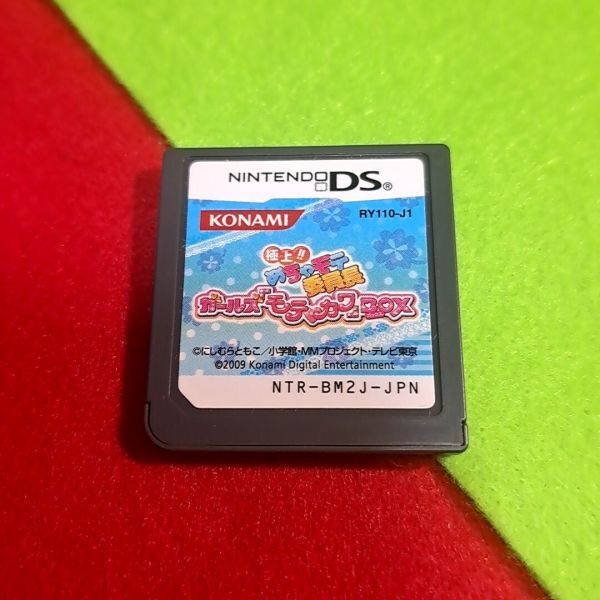 NINTENDO DS®
KONAMI
RY110-J1
極上!!
めちゃモテ
委員長
ガールズ「モテカワ」BOX
©にしむらともこ/小学館・MMプロジェクト・テレビ東京
©2009 Konami Digital Entertainment
NTR-BM2J-JPN